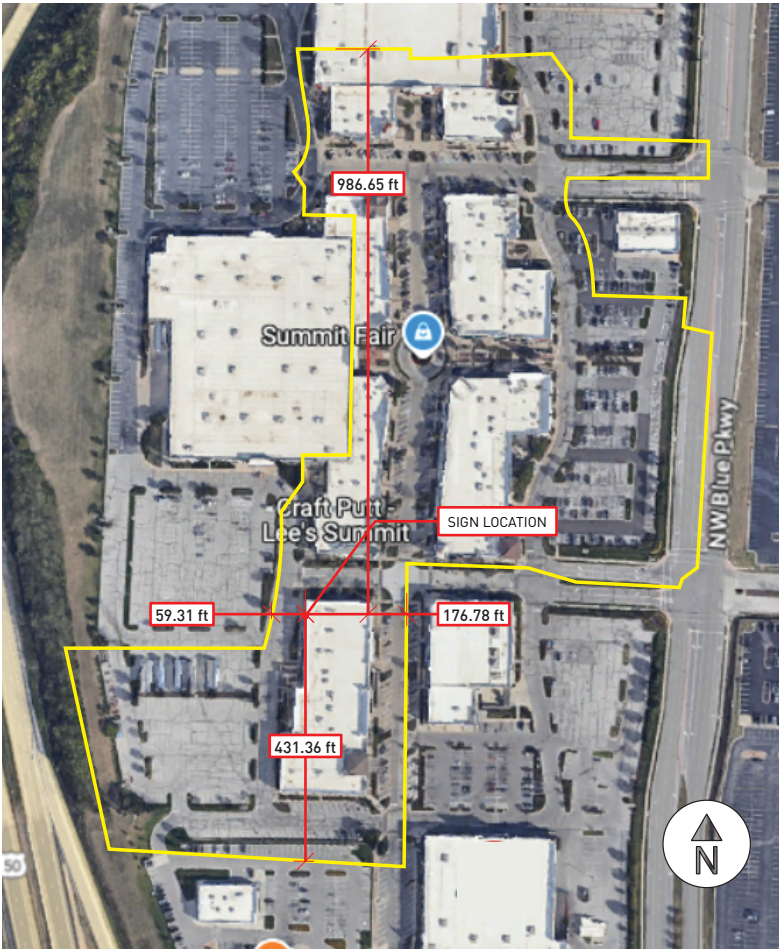 986.65 ft
Summit Fair
NW Blue Pkwy
Craft Putt -
Lee's Summit
SIGN LOCATION
59.31 ft
176.78 ft
431.36 ft
N
50